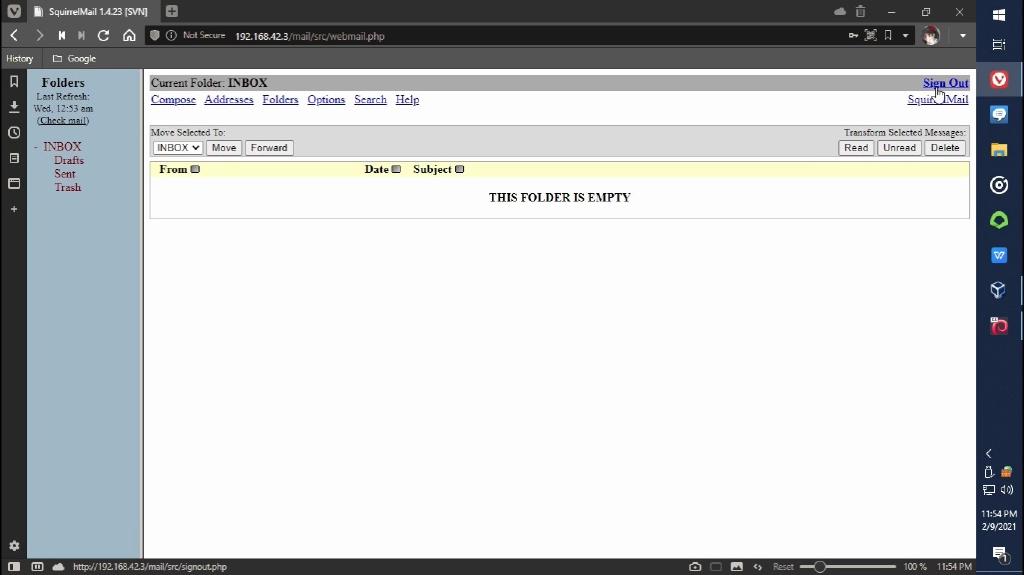 SquirrelMail 1.4.23 [SVN]
Not Secure 192.168.42.3/mail/src/webmail.php
History Google
Folders
Last Refresh:
Wed, 12:53 am
(Check mail)
- INBOX
Drafts
Sent
Trash
Current Folder: INBOX
Sign Out
Compose Addresses Folders Options Search Help
SquirrelMail
Move Selected To:
Transform Selected Messages:
INBOX Move Forward
Read Unread Delete
From Date Subject
THIS FOLDER IS EMPTY
11:54 PM
2/9/2021
1
http://192.168.42.3/mail/src/signout.php
Reset 100 % 11:54 PM